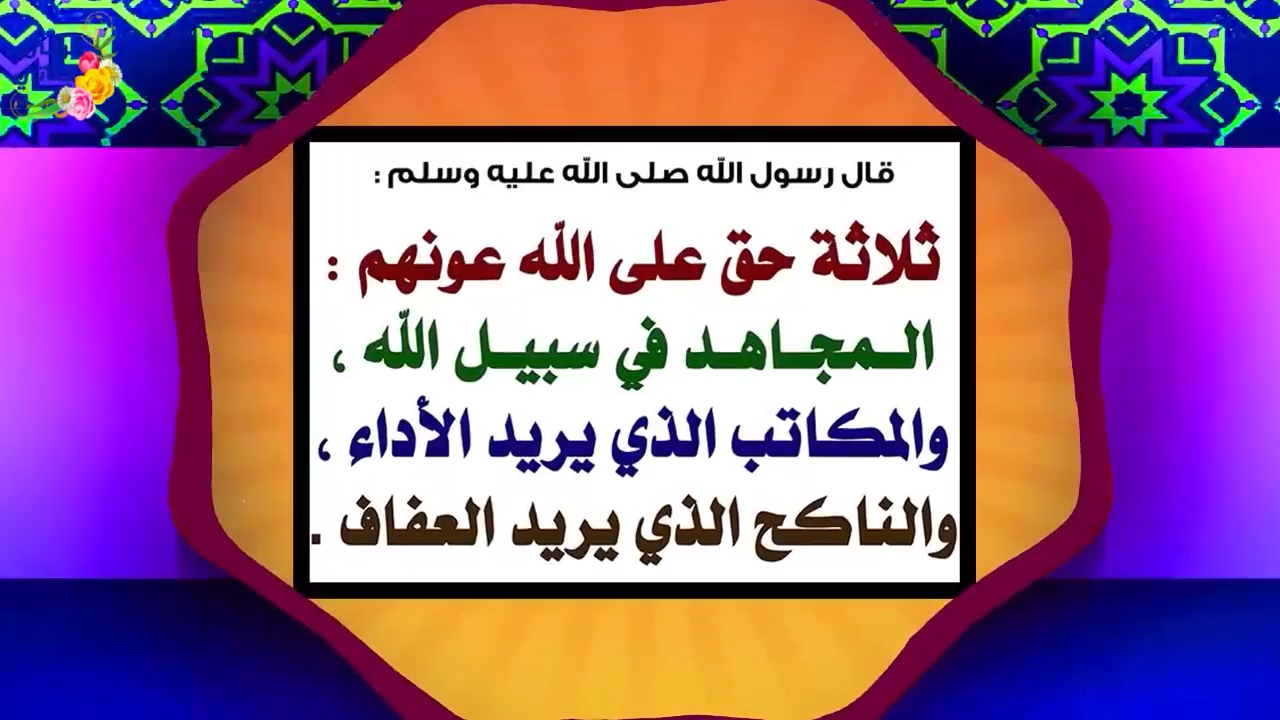 قال رسول الله صلى الله عليه وسلم :
ثلاثة حق على الله عونهم :
المجاهد في سبيل الله ،
والمكاتب الذي يريد الأداء ،
والناكح الذي يريد العفاف .